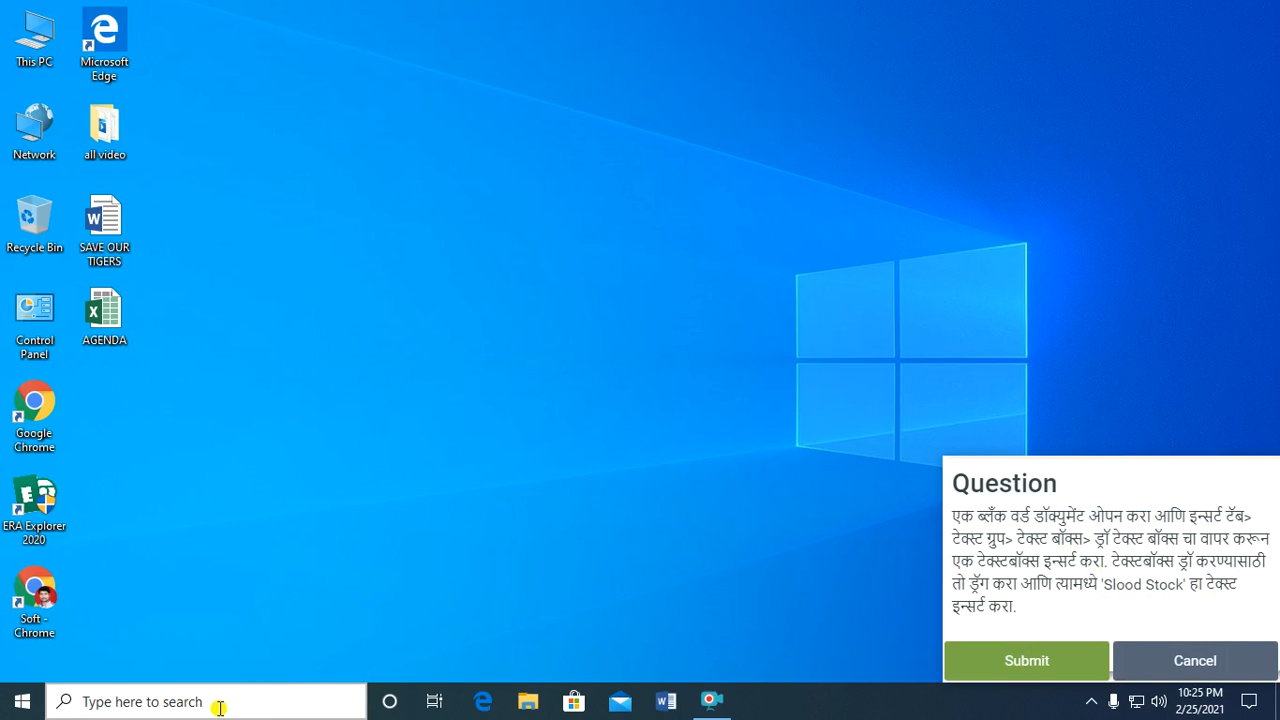 This PC
Microsoft
Edge
Network
all video
Recycle Bin
SAVE OUR
TIGERS
Control
Panel
AGENDA
Google
Chrome
ERA Explorer
2020
Soft -
Chrome
Question
एक ब्लँक वर्ड डॉक्युमेंट ओपन करा आणि इन्सर्ट टॅब>
टेक्स्ट ग्रुप> टेक्स्ट बॉक्स> ड्रॉ टेक्स्ट बॉक्स चा वापर करून
एक टेक्स्टबॉक्स इन्सर्ट करा. टेक्स्टबॉक्स ड्रॉ करण्यासाठी
तो ड्रॅग करा आणि त्यामध्ये 'Slood Stock' हा टेक्स्ट
इन्सर्ट करा.
Submit
Cancel
Type here to search
10:25 PM
2/25/2021